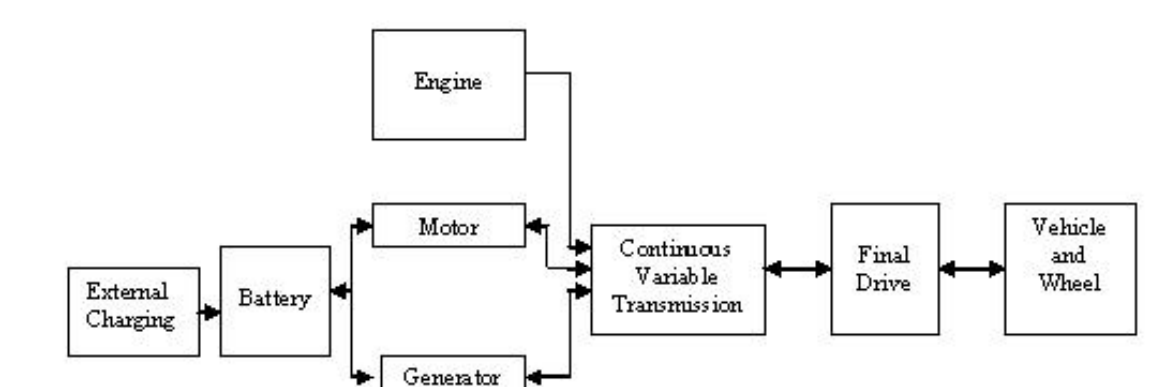 Engine
Motor
Continuous
Variable
Transmission
Final
Drive
Vehicle
and
Wheel
External
Charging
Battery
Generator